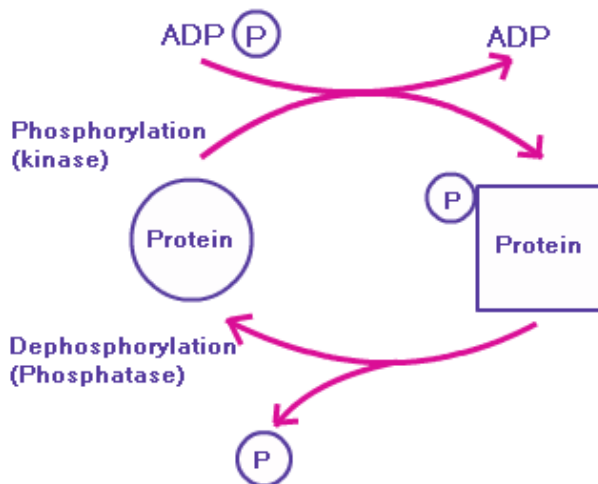 ADP P
ADP
Phosphorylation
(kinase)
P
Protein
Protein
Dephosphorylation
(Phosphatase)
P